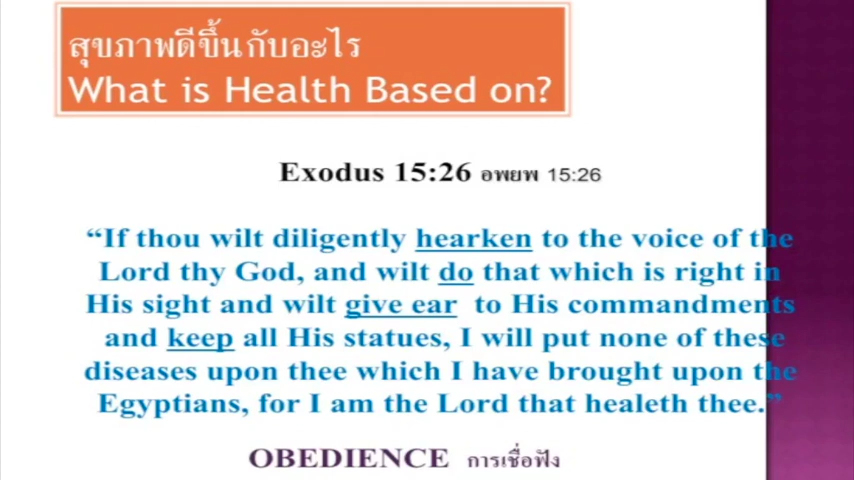 สุขภาพดีขึ้นกับอะไร
What is Health Based on?
Exodus 15:26 อพยพ 15:26
“If thou wilt diligently hearken to the voice of the
Lord thy God, and wilt do that which is right in
His sight and wilt give ear to His commandments
and keep all His statues, I will put none of these
diseases upon thee which I have brought upon the
Egyptians, for I am the Lord that healeth thee.”
OBEDIENCE การเชื่อฟัง